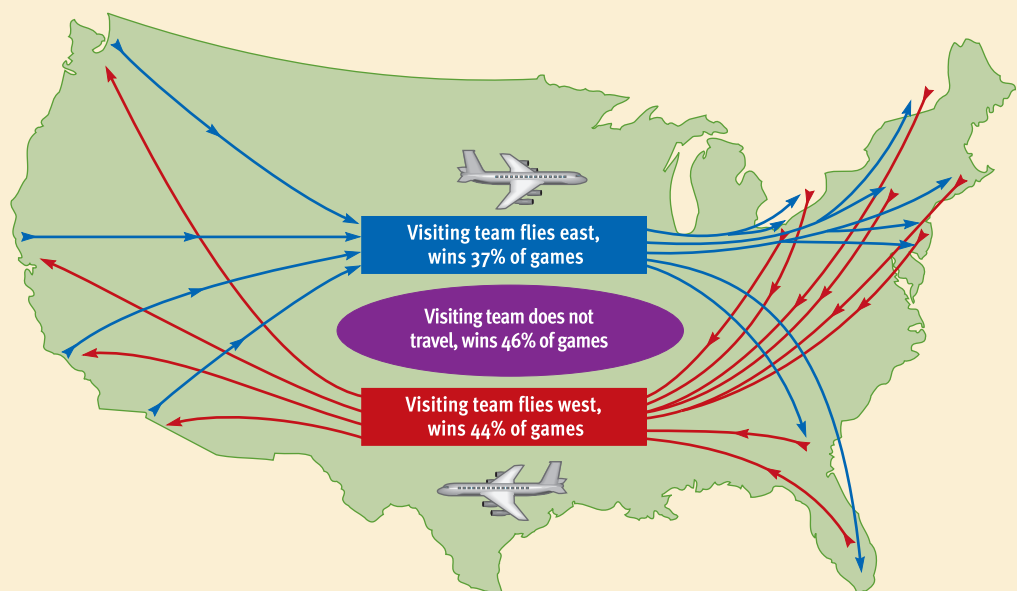 Visiting team flies east,
wins 37% of games
Visiting team does not
travel, wins 46% of games
Visiting team flies west,
wins 44% of games